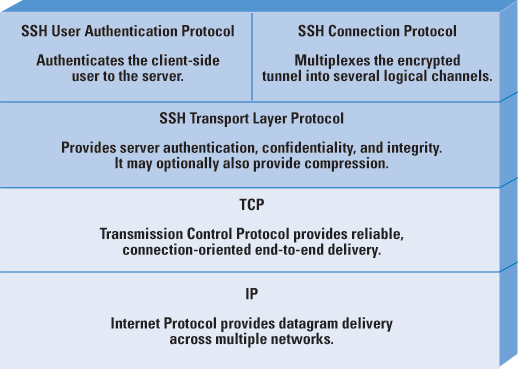 SSH User Authentication Protocol
Authenticates the client-side
user to the server.
SSH Connection Protocol
Multiplexes the encrypted
tunnel into several logical channels.
SSH Transport Layer Protocol
Provides server authentication, confidentiality, and integrity.
It may optionally also provide compression.
TCP
Transmission Control Protocol provides reliable,
connection-oriented end-to-end delivery.
IP
Internet Protocol provides datagram delivery
across multiple networks.